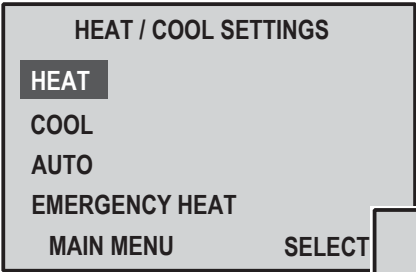 HEAT / COOL SETTINGS
HEAT
COOL
AUTO
EMERGENCY HEAT
MAIN MENU SELECT